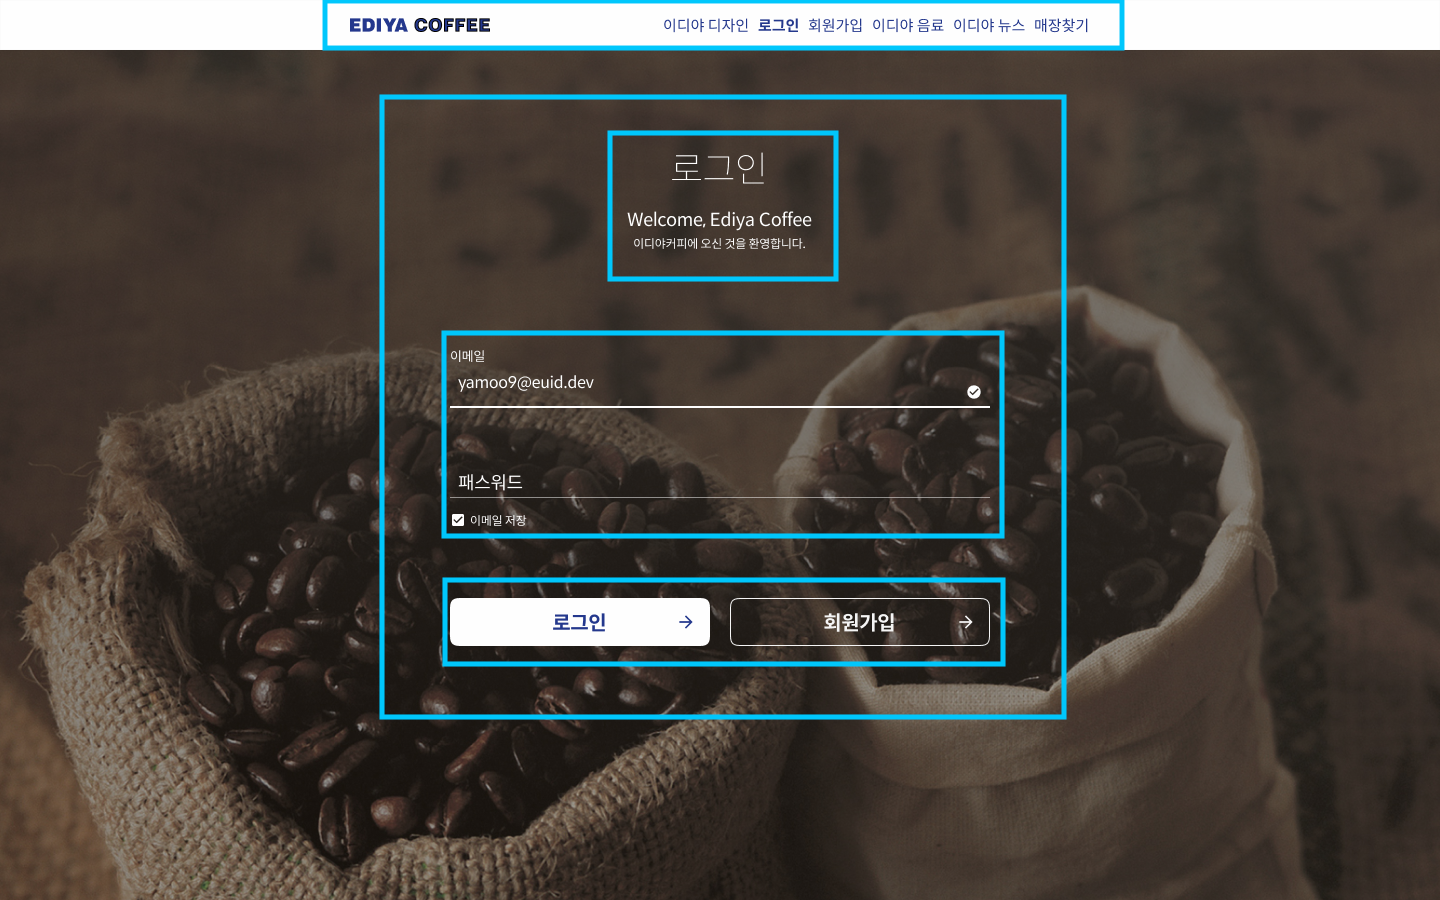 EDIYA COFFEE
이디야 디자인 로그인 회원가입 이디야 음료 이디야 뉴스 매장찾기
로그인
Welcome, Ediya Coffee
이디야커피에 오신 것을 환영합니다.
이메일
yamoo9@euid.dev
패스워드
이메일 저장
로그인
회원가입